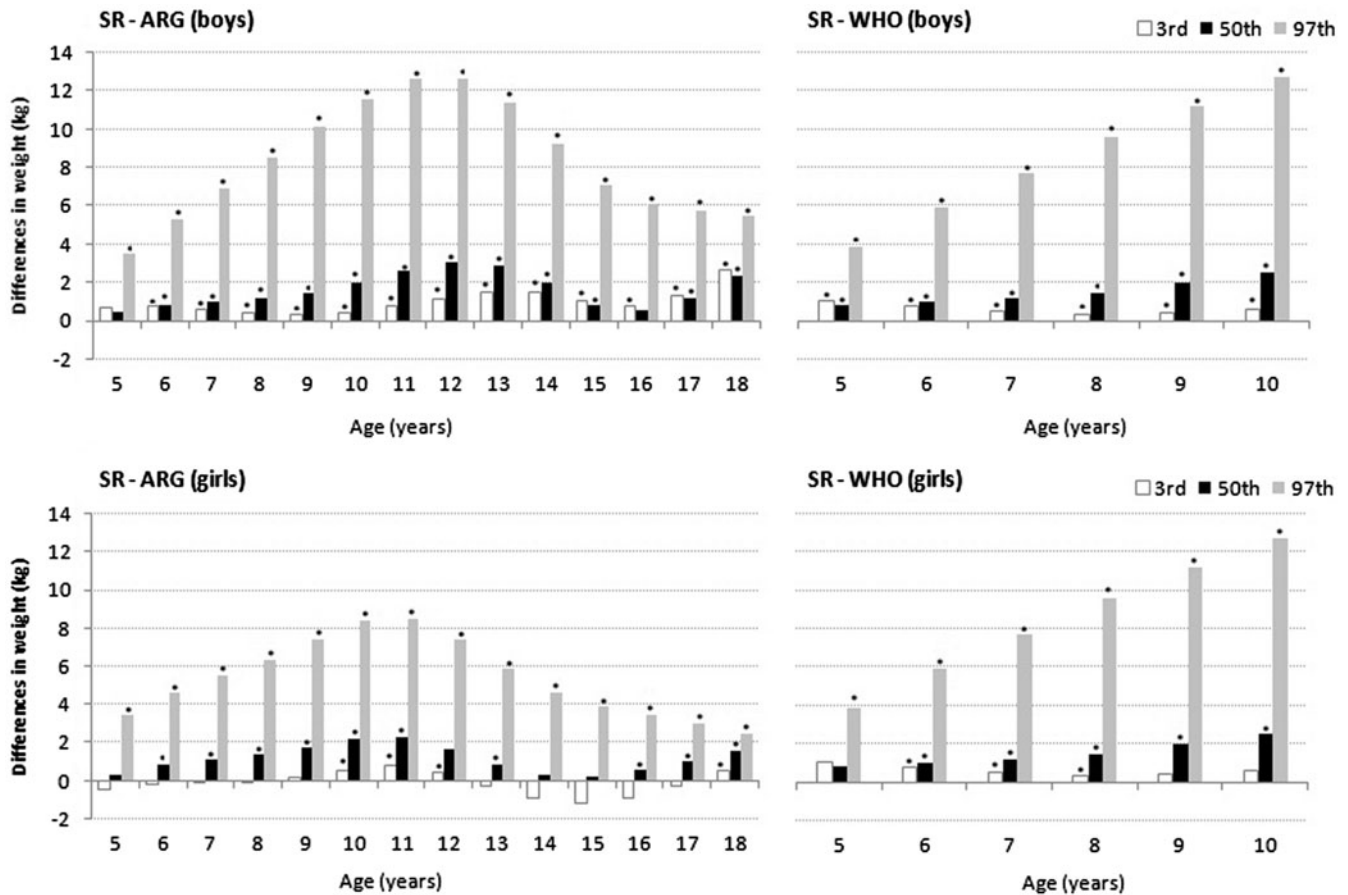 SR - ARG (boys)
Differences in weight (kg)
14
12
10
8
6
4
2
0
-2
5 6 7 8 9 10 11 12 13 14 15 16 17 18
Age (years)
SR - WHO (boys)
3rd 50th 97th
5 6 7 8 9 10
Age (years)
SR - ARG (girls)
Differences in weight (kg)
14
12
10
8
6
4
2
0
-2
5 6 7 8 9 10 11 12 13 14 15 16 17 18
Age (years)
SR - WHO (girls)
3rd 50th 97th
5 6 7 8 9 10
Age (years)